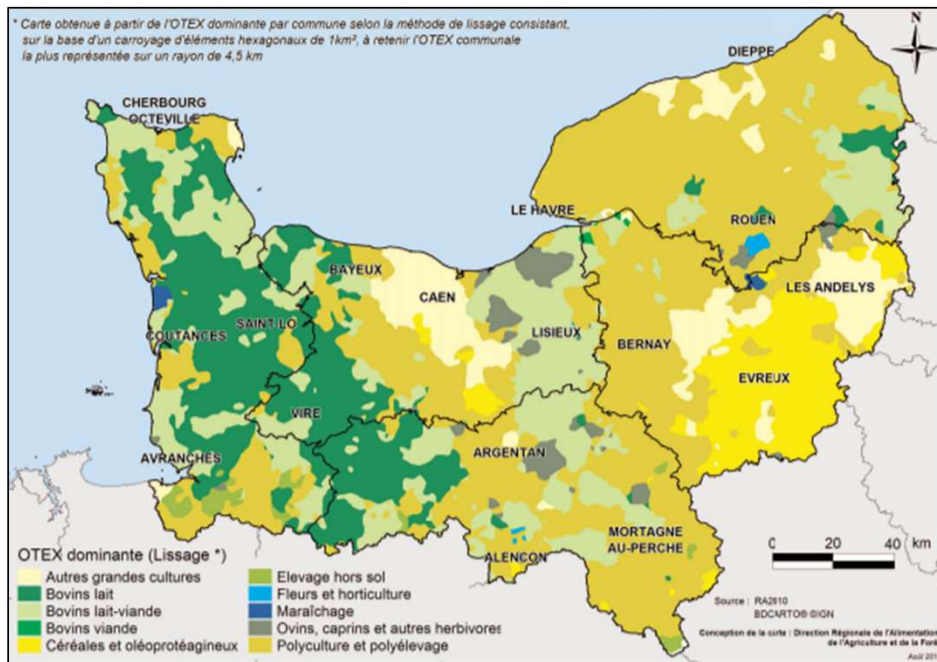 * Carte obtenue à partir de l'OTEX dominante par commune selon la méthode de lissage consistant,
sur la base d'un carroyage d'éléments hexagonaux de 1km², à retenir l'OTEX communale
la plus représentée sur un rayon de 4,5 km
N
DIEPPE
CHERBOURG
OCTEVILLE
LE HAVRE
ROUEN
BAYEUX
CAEN
LES ANDELYS
COUTANCES
SAINT-LO
LISIEUX
BERNAY
EVREUX
VIRE
AVRANCHES
ARGENTAN
MORTAGNE
AU-PERCHE
ALENÇON
OTEX dominante (Lissage *)
Autres grandes cultures
Bovins lait
Bovins lait-viande
Bovins viande
Céréales et oléoprotéagineux
Elevage hors sol
Fleurs et horticulture
Maraîchage
Ovins, caprins et autres herbivores
Polyculture et polyélevage
0 20 40 km
Source : RA2010
BDCARTO® ©IGN
Conception de la carte : Direction Régionale de l'Alimentation
de l'Agriculture et de la Forê
Août 201